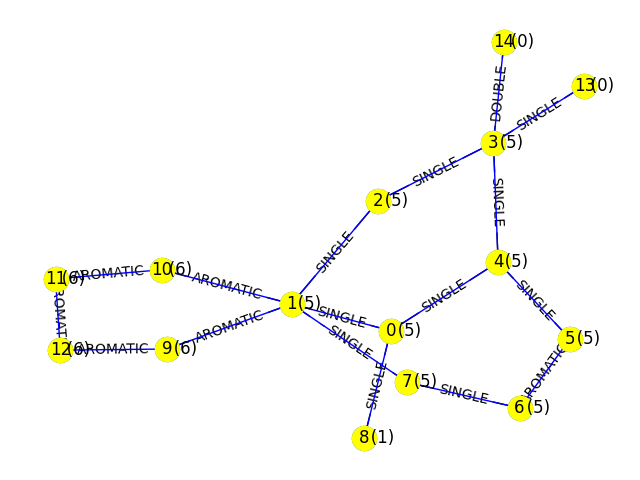 14(0)
DOUBLE
13(0)
SINGLE
3(5)
SINGLE
2(5)
SINGLE
SINGLE
4(5)
10(6)
AROMATIC
11(6)
AROMATIC
SINGLE
SINGLE
1(5)
SINGLE
0(5)
AROMATIC
5(5)
12(6)
AROMATIC
9(6)
SINGLE
7(5)
SINGLE
6(5)
SINGLE
8(1)